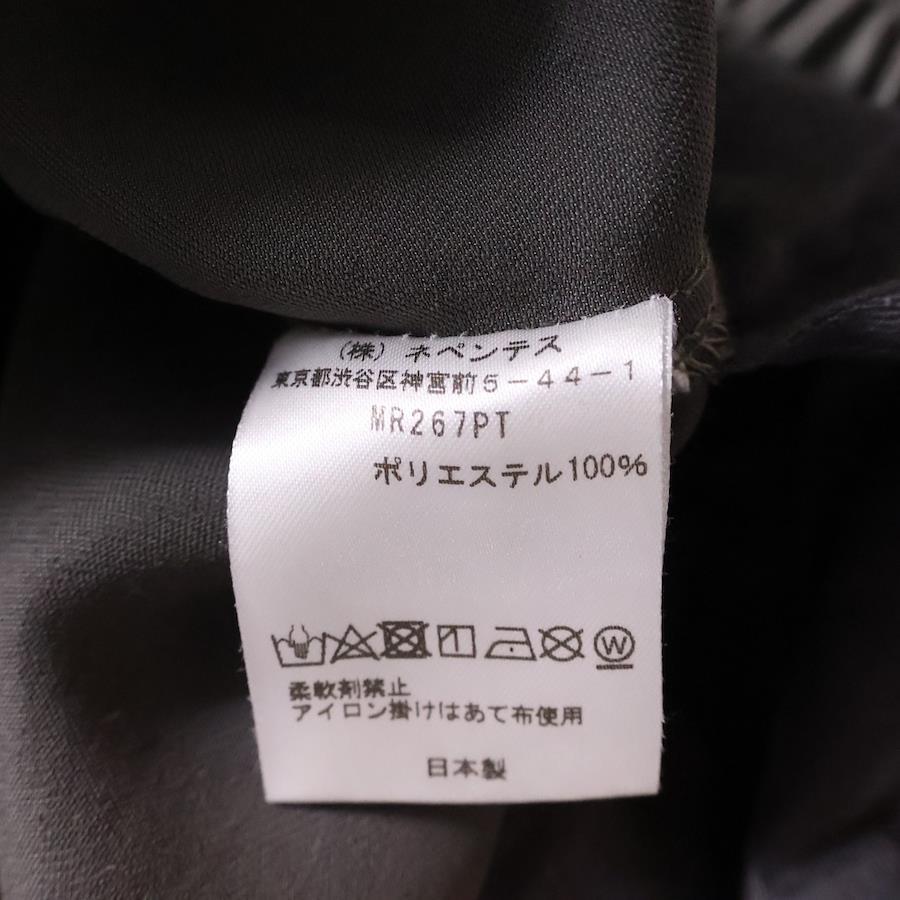 (株) ネペンテス
東京都渋谷区神宮前5-44-1
MR267PT
ポリエステル100%
W
柔軟剤禁止
アイロン掛けはあて布使用
日本製